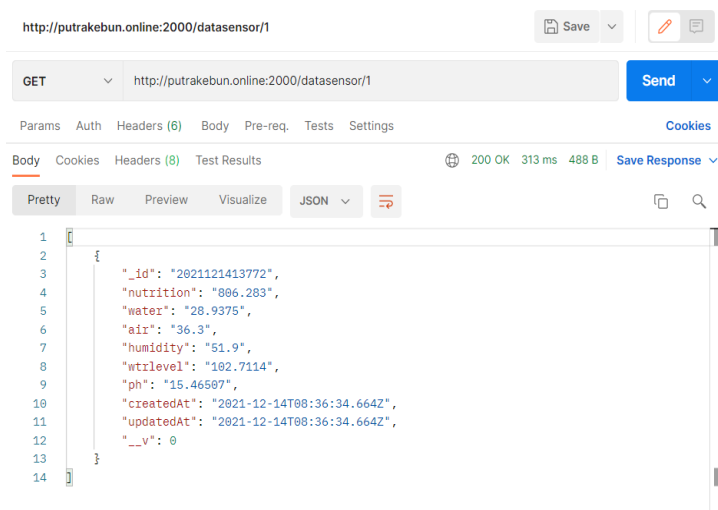 http://putrakebun.online:2000/datasensor/1
Save
GET http://putrakebun.online:2000/datasensor/1 Send
Params Auth Headers (6) Body Pre-req. Tests Settings Cookies
Body Cookies Headers (8) Test Results 200 OK 313 ms 488 B Save Response
Pretty Raw Preview Visualize JSON
1 [
2 {
3 "_id": "2021121413772",
4 "nutrition": "806.283",
5 "water": "28.9375",
6 "air": "36.3",
7 "humidity": "51.9",
8 "wtrlevel": "102.7114",
9 "ph": "15.46507",
10 "createdAt": "2021-12-14T08:36:34.664Z",
11 "updatedAt": "2021-12-14T08:36:34.664Z",
12 "__v": 0
13 }
14 ]